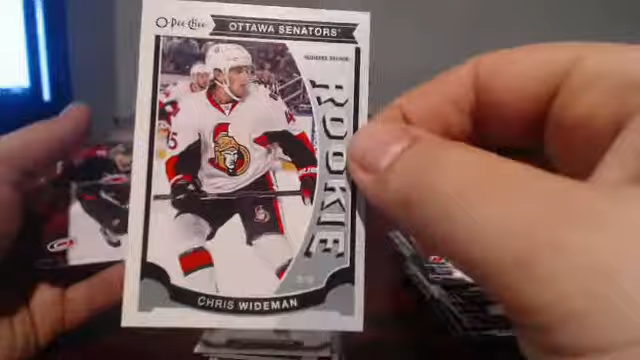 O-Pee-Chee
OTTAWA SENATORS
ROOKIE
CHRIS WIDEMAN